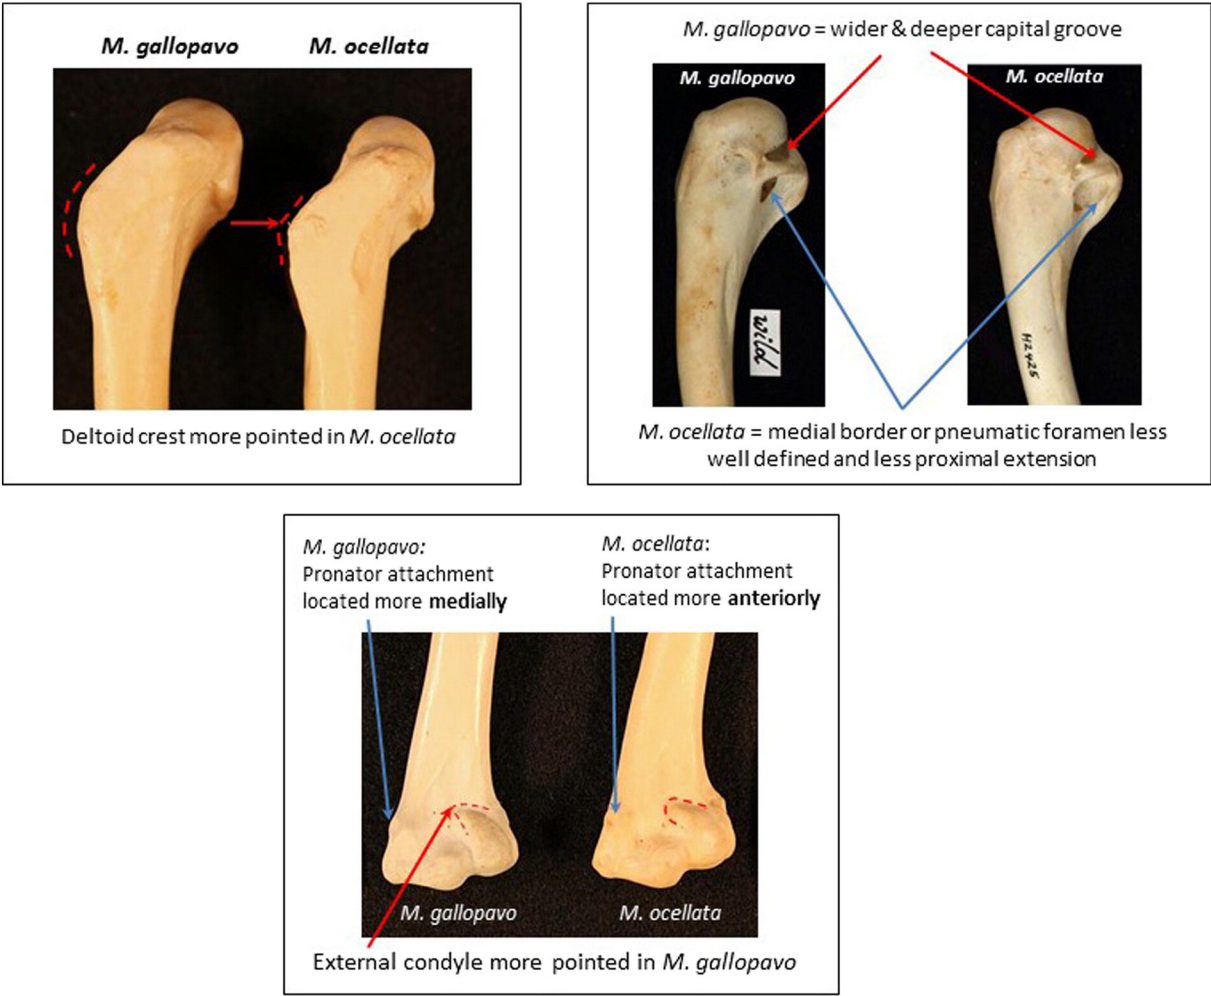 M. gallopavo
M. ocellata
Deltoid crest more pointed in M. ocellata
M. gallopavo = wider & deeper capital groove
M. gallopavo
M. ocellata
wild
H2425
M. ocellata = medial border or pneumatic foramen less
well defined and less proximal extension
M. gallopavo:
Pronator attachment
located more medially
M. ocellata:
Pronator attachment
located more anteriorly
M. gallopavo
M. ocellata
External condyle more pointed in M. gallopavo